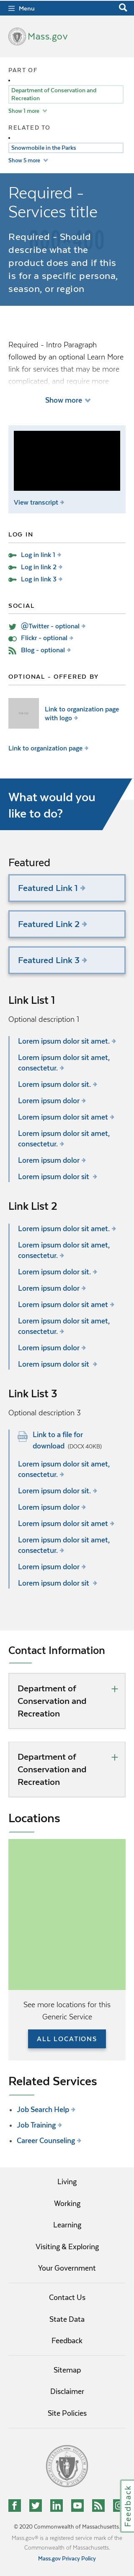 Menu
Mass.gov
PART OF
Department of Conservation and
Recreation
Show 1 more
RELATED TO
Snowmobile in the Parks
Show 5 more
Required -
Services title
Required - Should
describe what the
product does and if this
is for a specific persona,
season, or region
Required - Intro paragraph
followed by an optional Learn More
link for services that may be more
complicated, and require more
Show more
View transcript
LOG IN
Log in link 1
Log in link 2
Log in link 3
SOCIAL
@Twitter - optional
Flickr - optional
Blog - optional
OPTIONAL - OFFERED BY
Link to organization page
with logo
Link to organization page
What would you
like to do?
Featured
Featured Link 1
Featured Link 2
Featured Link 3
Link List 1
Optional description 1
Lorem ipsum dolor sit amet.
Lorem ipsum dolor sit amet,
consectetur.
Lorem ipsum dolor sit.
Lorem ipsum dolor
Lorem ipsum dolor sit amet
Lorem ipsum dolor sit amet,
consectetur.
Lorem ipsum dolor
Lorem ipsum dolor sit
Link List 2
Lorem ipsum dolor sit amet.
Lorem ipsum dolor sit amet,
consectetur.
Lorem ipsum dolor sit.
Lorem ipsum dolor
Lorem ipsum dolor sit amet
Lorem ipsum dolor sit amet,
consectetur.
Lorem ipsum dolor
Lorem ipsum dolor sit
Link List 3
Optional description 3
Link to a file for
download (DOCX 40KB)
Lorem ipsum dolor sit amet,
consectetur.
Lorem ipsum dolor sit.
Lorem ipsum dolor
Lorem ipsum dolor sit amet
Lorem ipsum dolor sit amet,
consectetur.
Lorem ipsum dolor
Lorem ipsum dolor sit
Contact Information
Department of
Conservation and
Recreation
Department of
Conservation and
Recreation
Locations
See more locations for this
Generic Service
ALL LOCATIONS
Related Services
Job Search Help
Job Training
Career Counseling
Living
Working
Learning
Visiting & Exploring
Your Government
Contact Us
State Data
Feedback
Sitemap
Disclaimer
Site Policies
Feedback
© 2020 Commonwealth of Massachusetts.
Mass.gov® is a registered service mark of the
Commonwealth of Massachusetts.
Mass.gov Privacy Policy